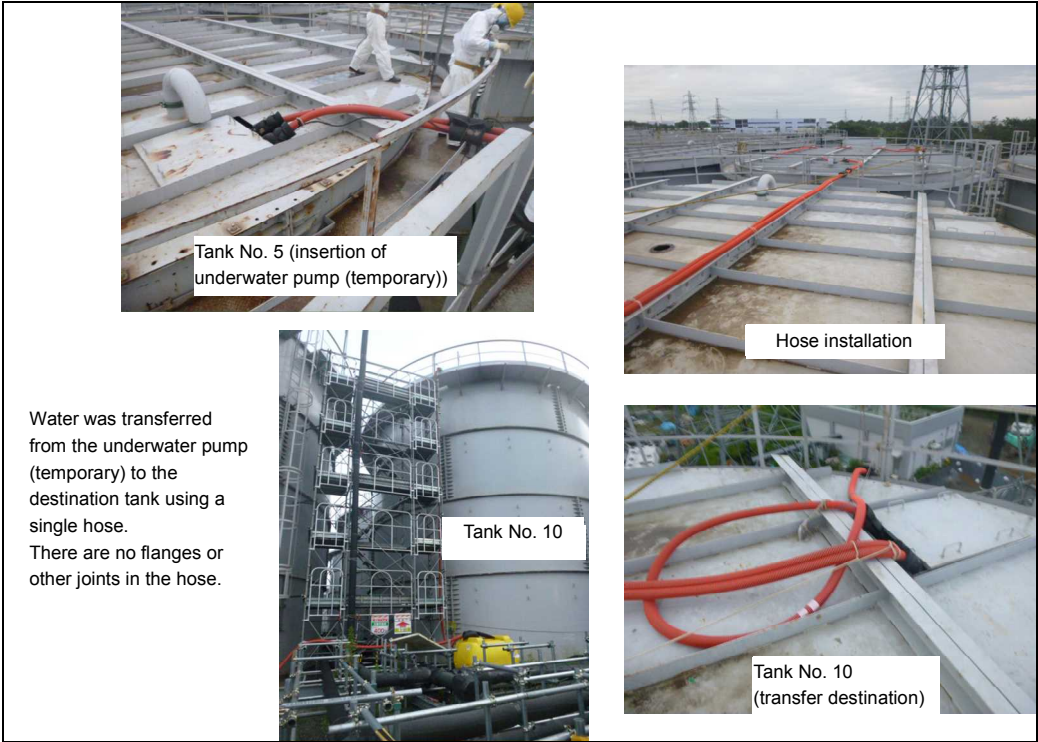 Tank No. 5 (insertion of
underwater pump (temporary))
Hose installation
Water was transferred
from the underwater pump
(temporary) to the
destination tank using a
single hose.
There are no flanges or
other joints in the hose.
Tank No. 10
Tank No. 10
(transfer destination)